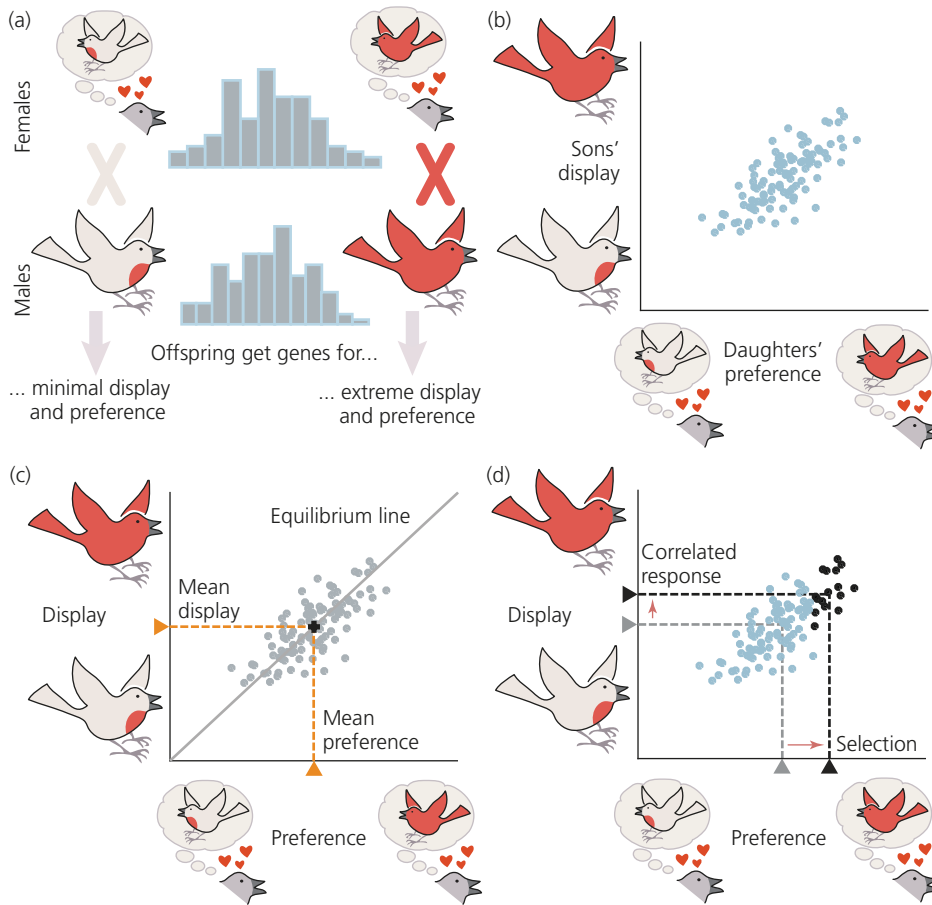 (a)
Females
Males
Offspring get genes for...
... minimal display
and preference
... extreme display
and preference
(b)
Sons’
display
Daughters’
preference
(c)
Equilibrium line
Mean
display
Display
Mean
preference
Preference
(d)
Correlated
response
Display
Selection
Preference